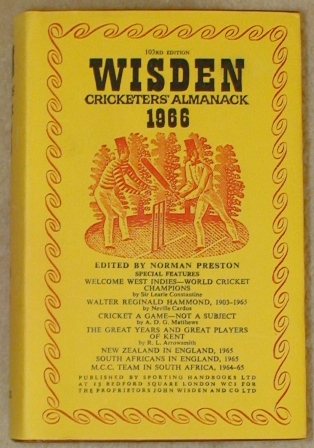 103RD EDITION
WISDEN
CRICKETERS' ALMANACK
1966
EDITED BY NORMAN PRESTON
SPECIAL FEATURES
WELCOME WEST INDIES—WORLD CRICKET
CHAMPIONS
by Sir Learie Constantine
WALTER REGINALD HAMMOND, 1903-1965
by Neville Cardus
CRICKET A GAME—NOT A SUBJECT
by A. D. G. Matthews
THE GREAT YEARS AND GREAT PLAYERS
OF KENT
by R. L. Arrowsmith
NEW ZEALAND IN ENGLAND, 1965
SOUTH AFRICANS IN ENGLAND, 1965
M.C.C. TEAM IN SOUTH AFRICA, 1964-65
PUBLISHED BY SPORTING HANDBOOKS LTD
AT 13 BEDFORD SQUARE LONDON WC1 FOR
THE PROPRIETORS JOHN WISDEN AND CO LTD